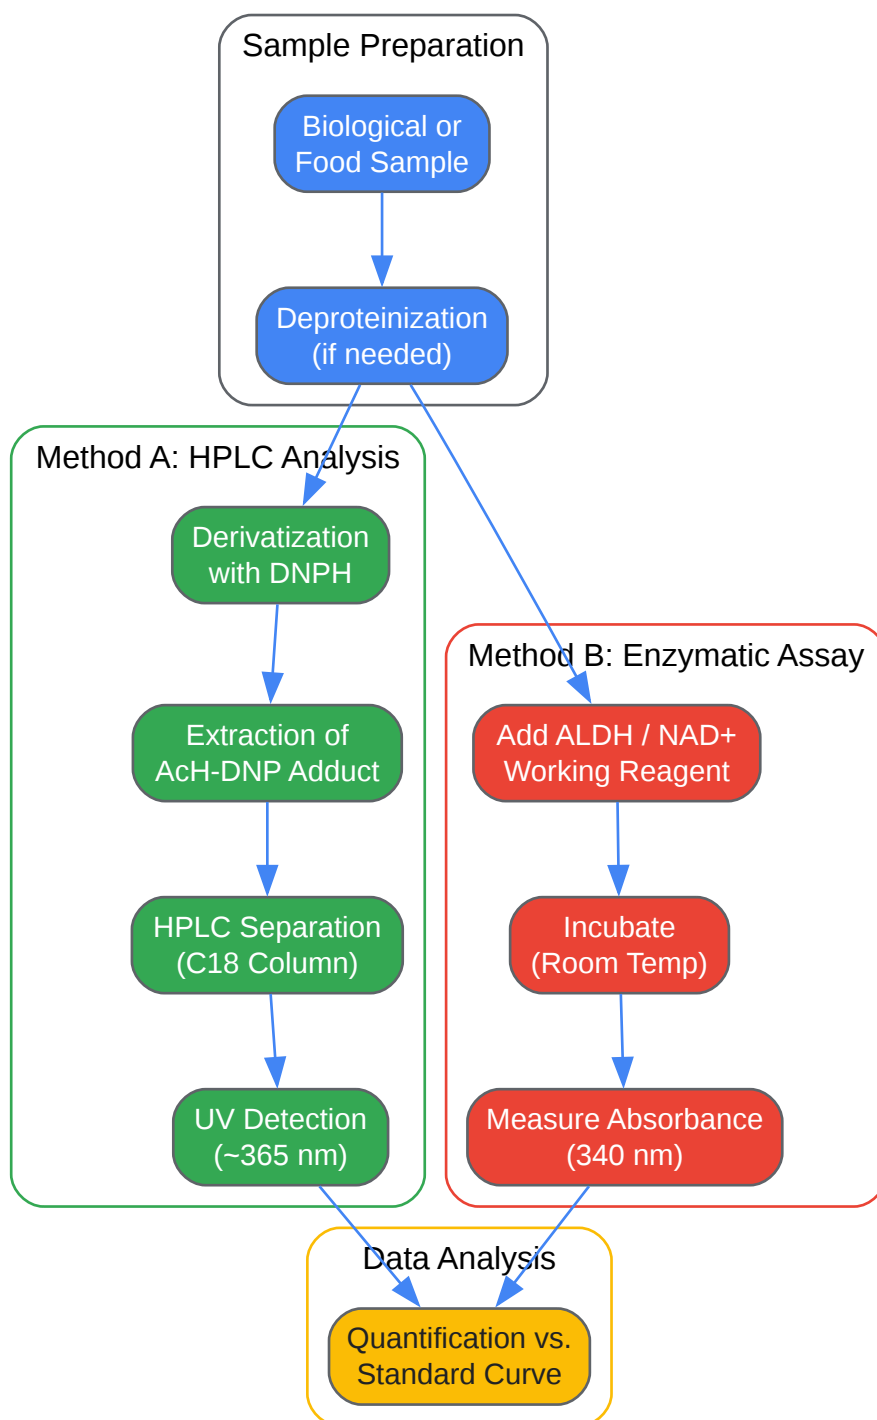 Sample Preparation
Biological or
Food Sample
Deproteinization
(if needed)
Method A: HPLC Analysis
Derivatization
with DNPH
Extraction of
AcH-DNP Adduct
HPLC Separation
(C18 Column)
UV Detection
(~365 nm)
Method B: Enzymatic Assay
Add ALDH / NAD+
Working Reagent
Incubate
(Room Temp)
Measure Absorbance
(340 nm)
Data Analysis
Quantification vs.
Standard Curve